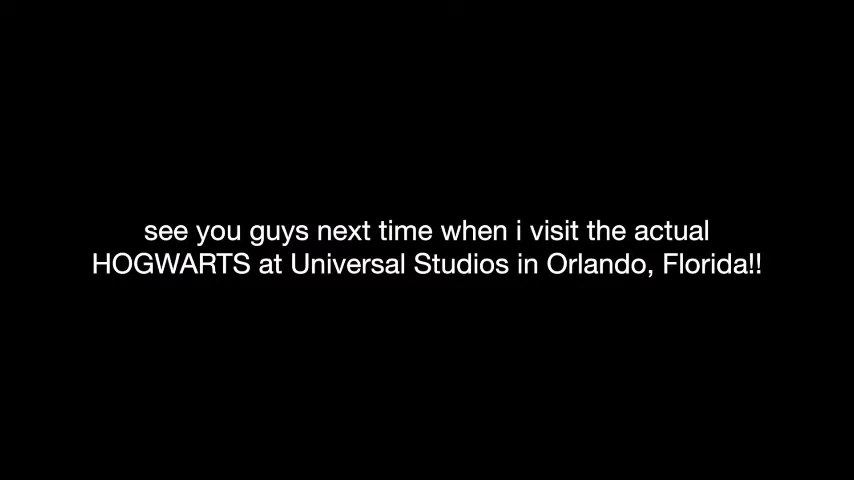 see you guys next time when i visit the actual
HOGWARTS at Universal Studios in Orlando, Florida!!